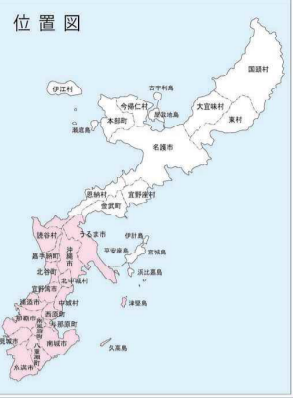 位置図
国頭村
伊江村
古宇利島
今帰仁村
屋我地島
大宜味村
本部町
東村
瀬底島
名護市
恩納村
宜野座村
金武町
読谷村
うるま市
伊計島
嘉手納町
沖縄市
平安座島
宮城島
北谷町
浜比嘉島
北中城村
宜野湾市
中城村
津堅島
浦添市
西原町
那覇市
与那原町
南風原町
久高島
南城市
八重瀬町
糸満市